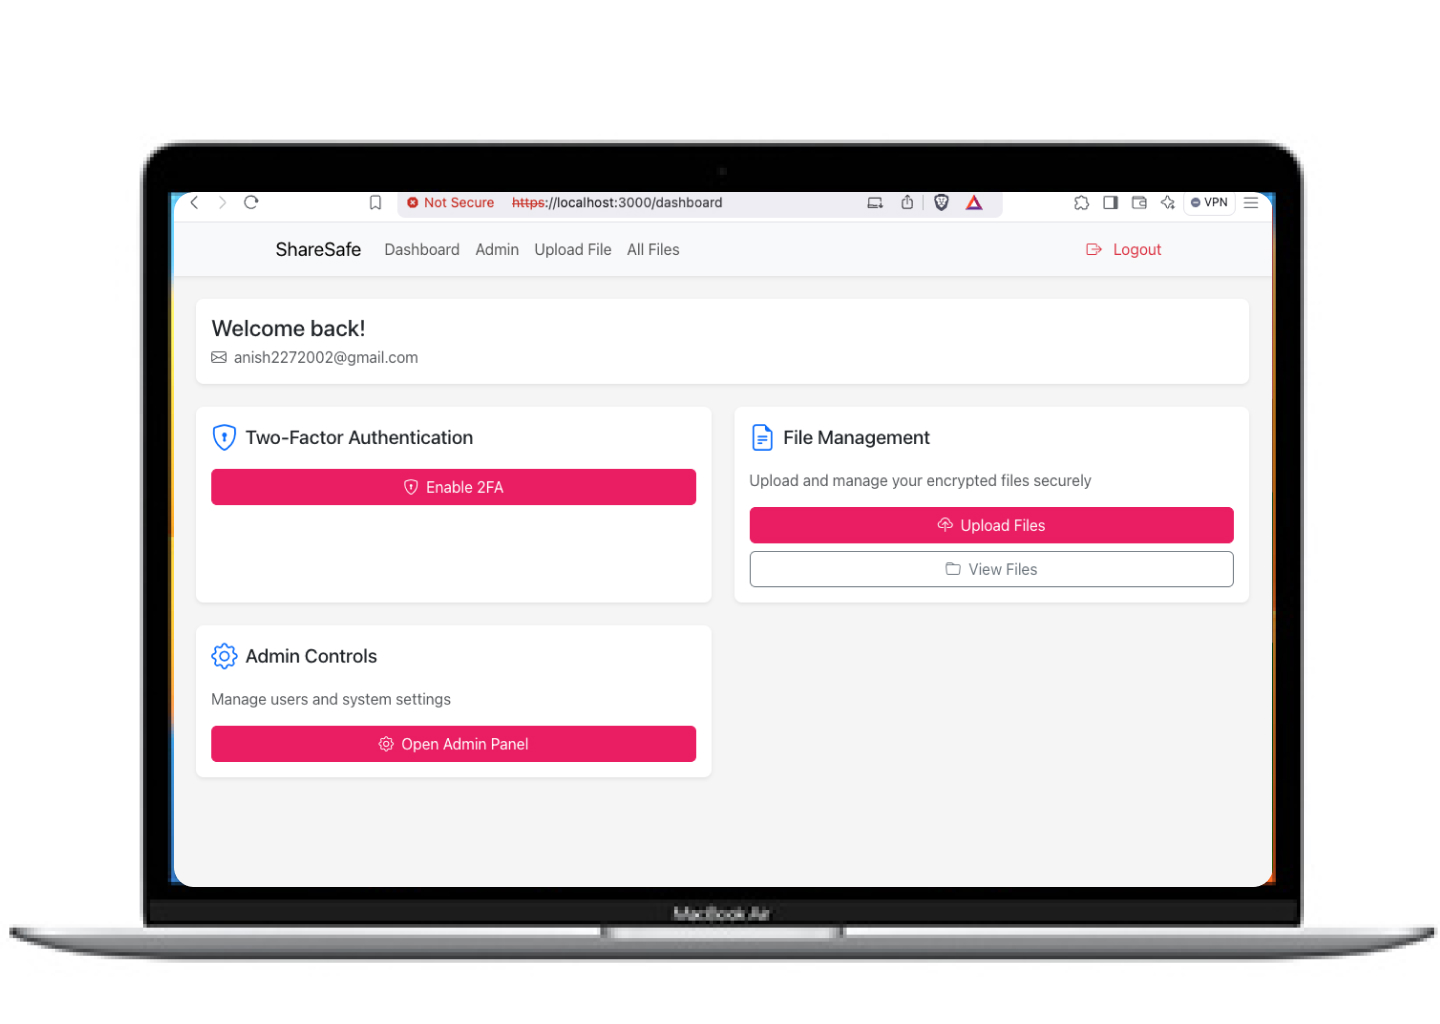 Not Secure https://localhost:3000/dashboard VPN
ShareSafe Dashboard Admin Upload File All Files Logout
Welcome back!
anish2272002@gmail.com
Two-Factor Authentication
Enable 2FA
File Management
Upload and manage your encrypted files securely
Upload Files
View Files
Admin Controls
Manage users and system settings
Open Admin Panel
MacBook Air